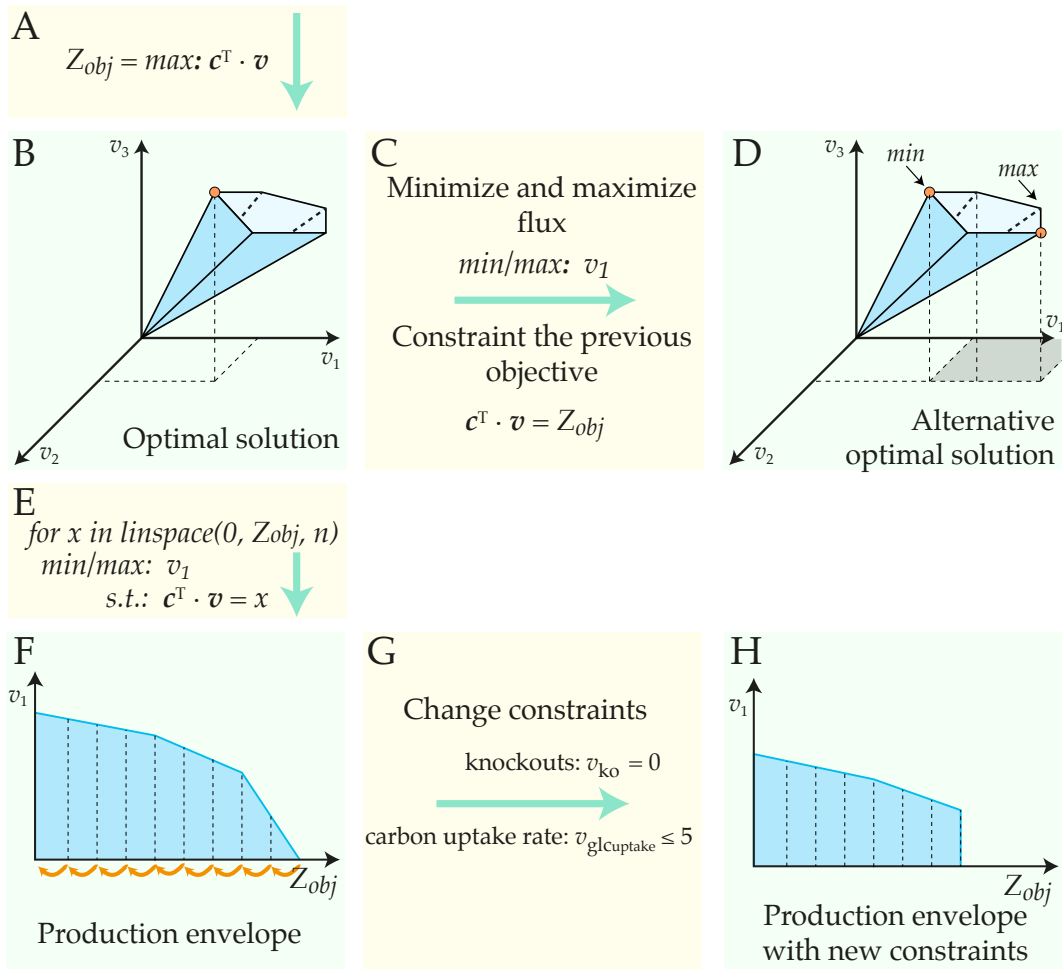 A
Z_obj = max: c^T · v
B
v_3
v_1
v_2
Optimal solution
C
Minimize and maximize
flux
min/max: v_1
Constraint the previous
objective
c^T · v = Z_obj
D
v_3
min
max
v_1
v_2
Alternative
optimal solution
E
for x in linspace(0, Z_obj, n)
min/max: v_1
s.t.: c^T · v = x
F
v_1
Z_obj
Production envelope
G
Change constraints
knockouts: v_ko = 0
carbon uptake rate: v_glcuptake ≤ 5
H
v_1
Z_obj
Production envelope
with new constraints